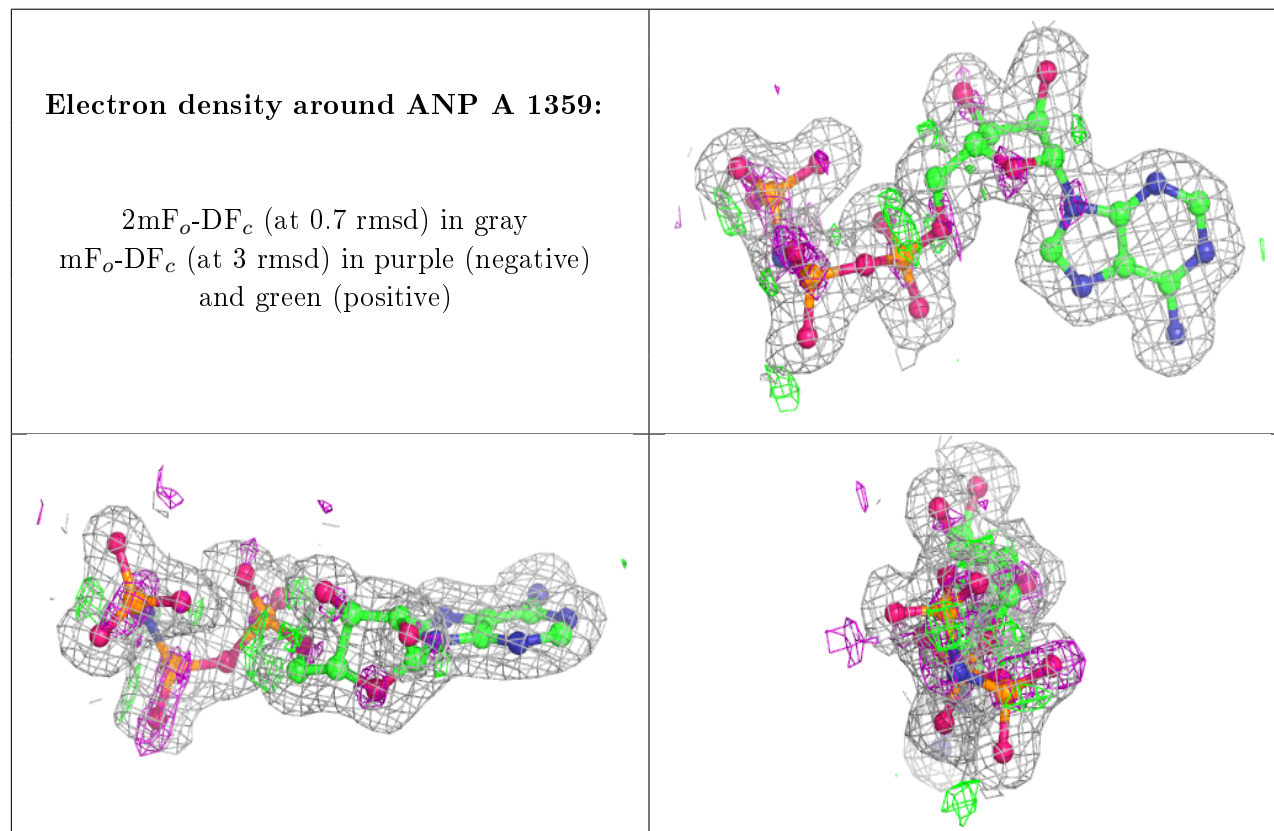 Electron density around ANP A 1359:
2mFₒ-DF𝒸 (at 0.7 rmsd) in gray
mFₒ-DF𝒸 (at 3 rmsd) in purple (negative)
and green (positive)